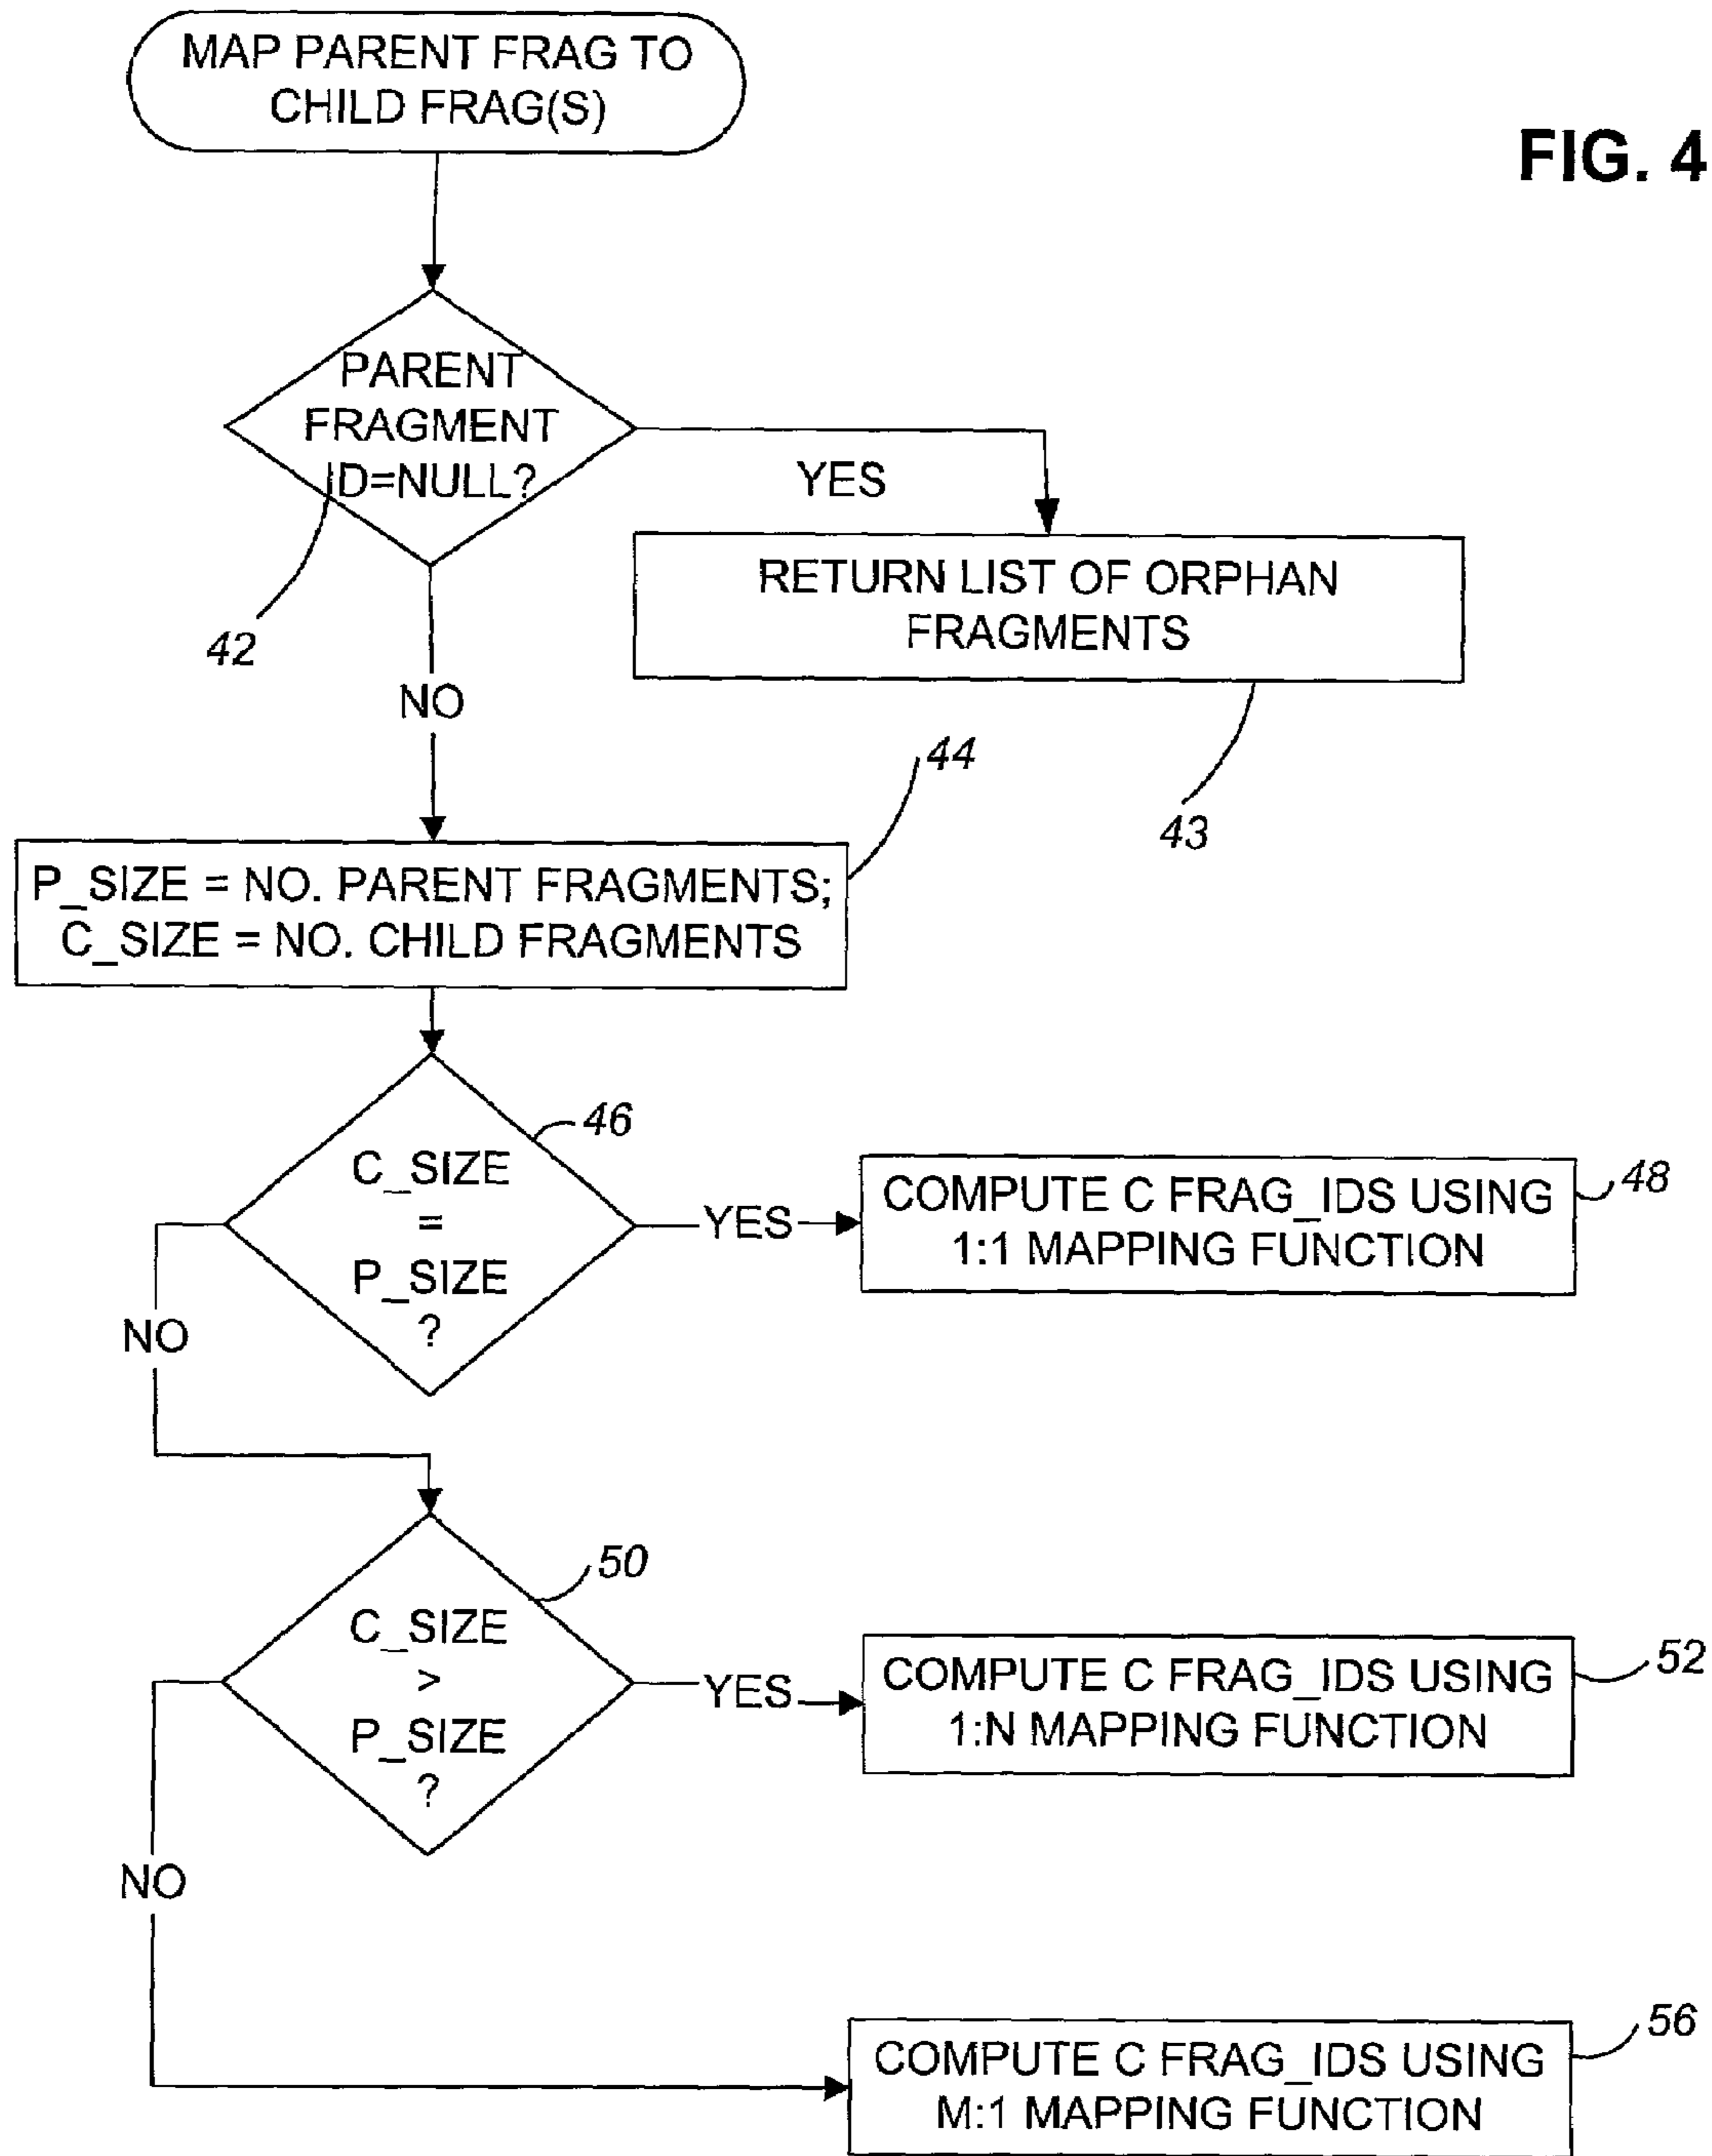 MAP PARENT FRAG TO
CHILD FRAG(S)
FIG. 4
PARENT
FRAGMENT
ID=NULL?
YES
42
RETURN LIST OF ORPHAN
FRAGMENTS
43
NO
44
P_SIZE = NO. PARENT FRAGMENTS;
C_SIZE = NO. CHILD FRAGMENTS
46
C_SIZE
=
P_SIZE
?
YES
COMPUTE C FRAG_IDS USING
1:1 MAPPING FUNCTION
48
NO
50
C_SIZE
>
P_SIZE
?
YES
COMPUTE C FRAG_IDS USING
1:N MAPPING FUNCTION
52
NO
56
COMPUTE C FRAG_IDS USING
M:1 MAPPING FUNCTION